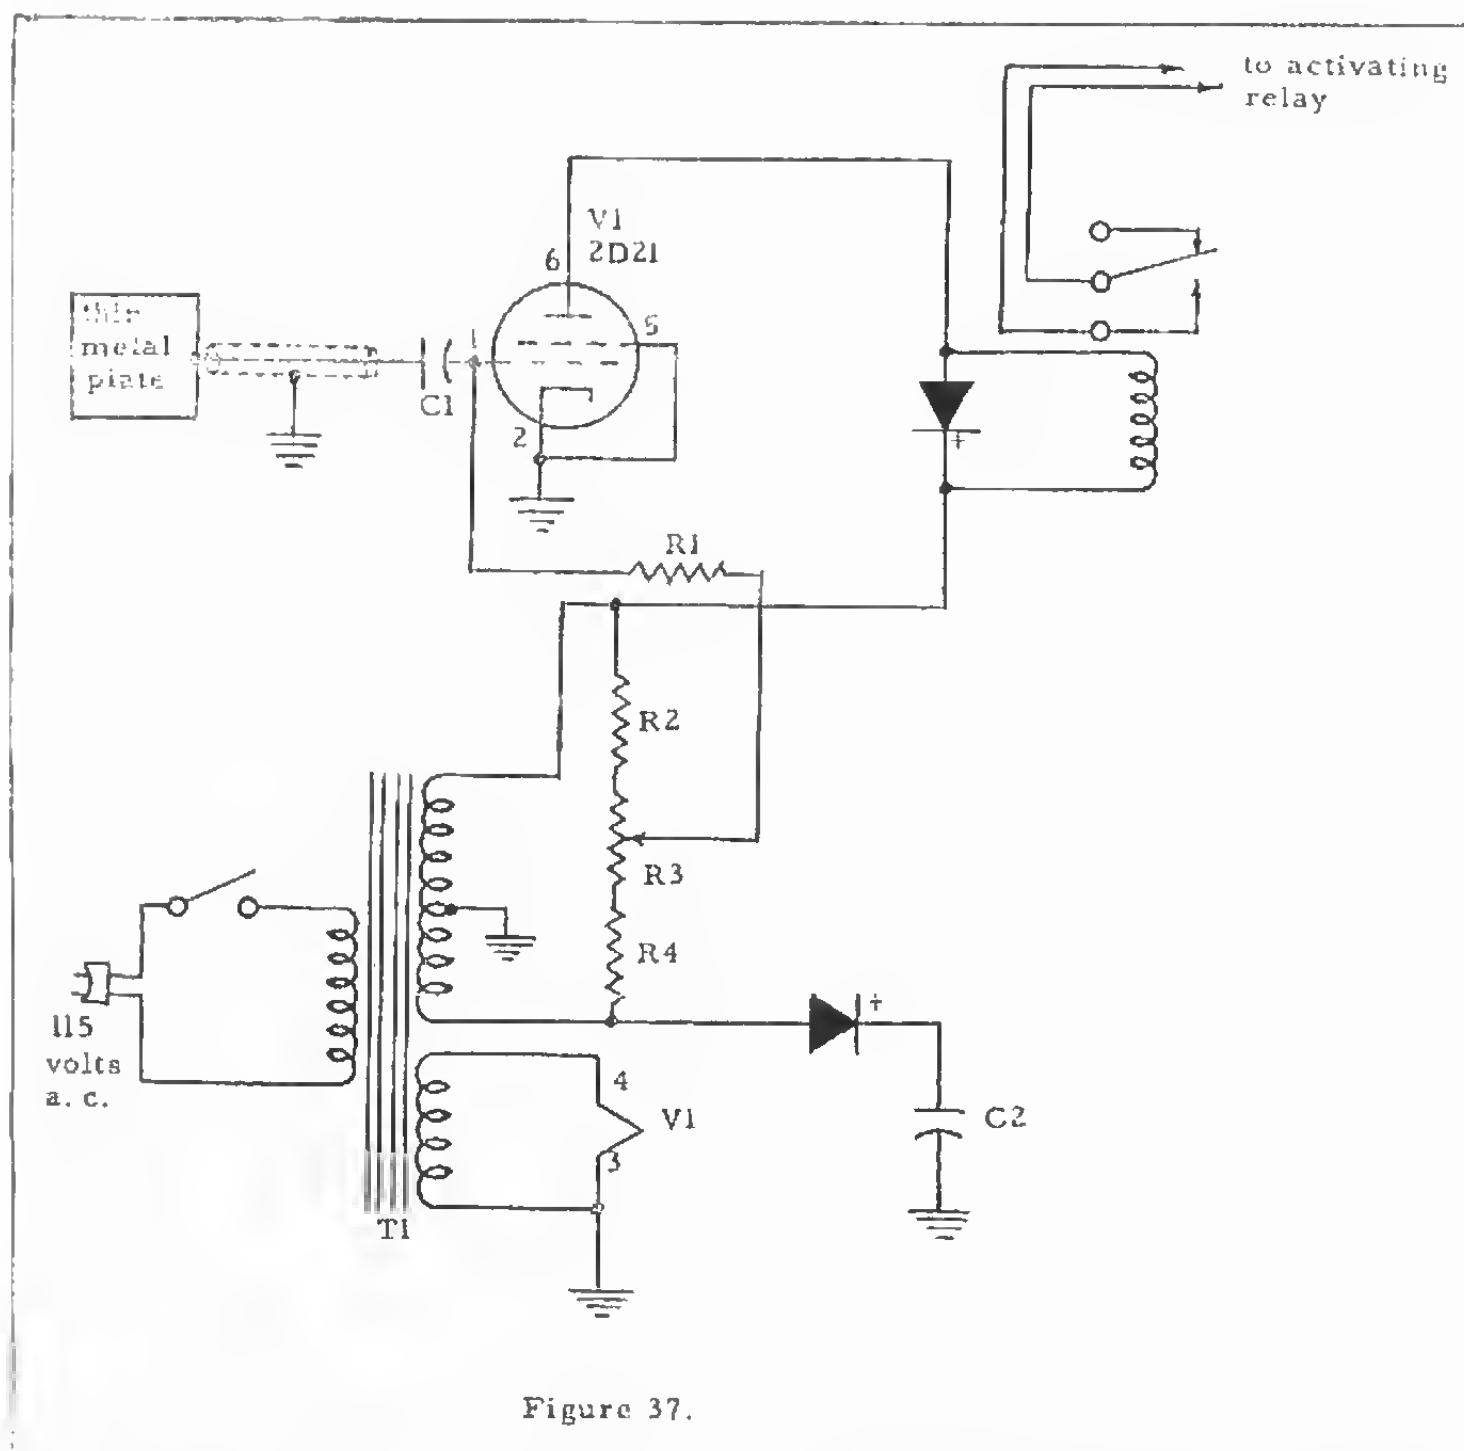 to activating
relay
V1
2D21
6
5
thin
metal
plate
C1
2
R1
R2
R3
R4
+
+
115
volts
a. c.
4
V1
3
C2
T1
Figure 37.